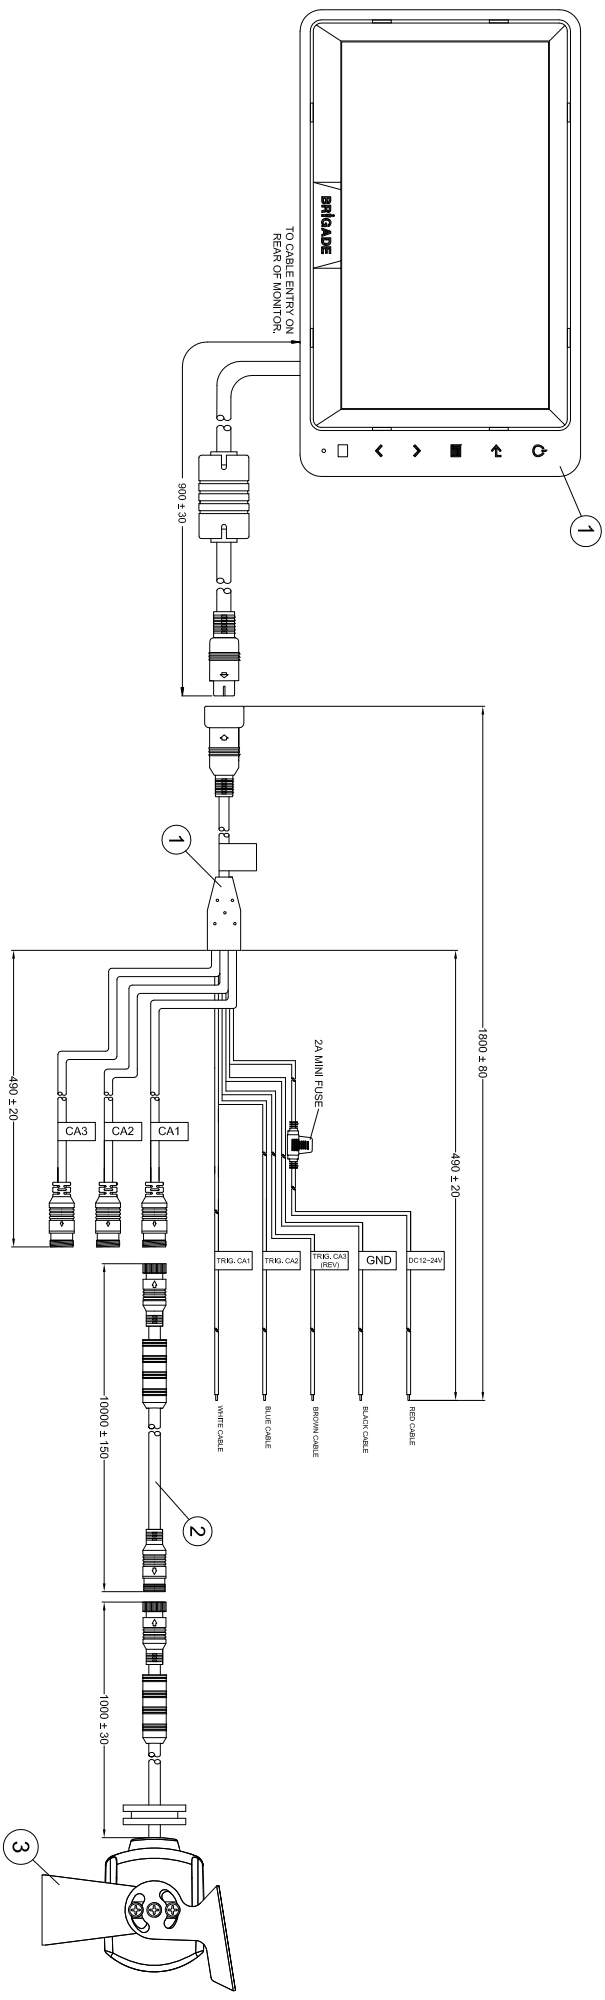 BRIGADE
TO CABLE ENTRY ON
REAR OF MONITOR.
1
900 ± 30
1800 ± 80
1
490 ± 20
490 ± 20
2A MINI FUSE
CA3
CA2
CA1
TRIG. CA1
TRIG. CA2
TRIG. CA3
(REV)
GND
DC12~24V
WHITE CABLE
BLUE CABLE
BROWN CABLE
BLACK CABLE
RED CABLE
10000 ± 150
2
1000 ± 30
3